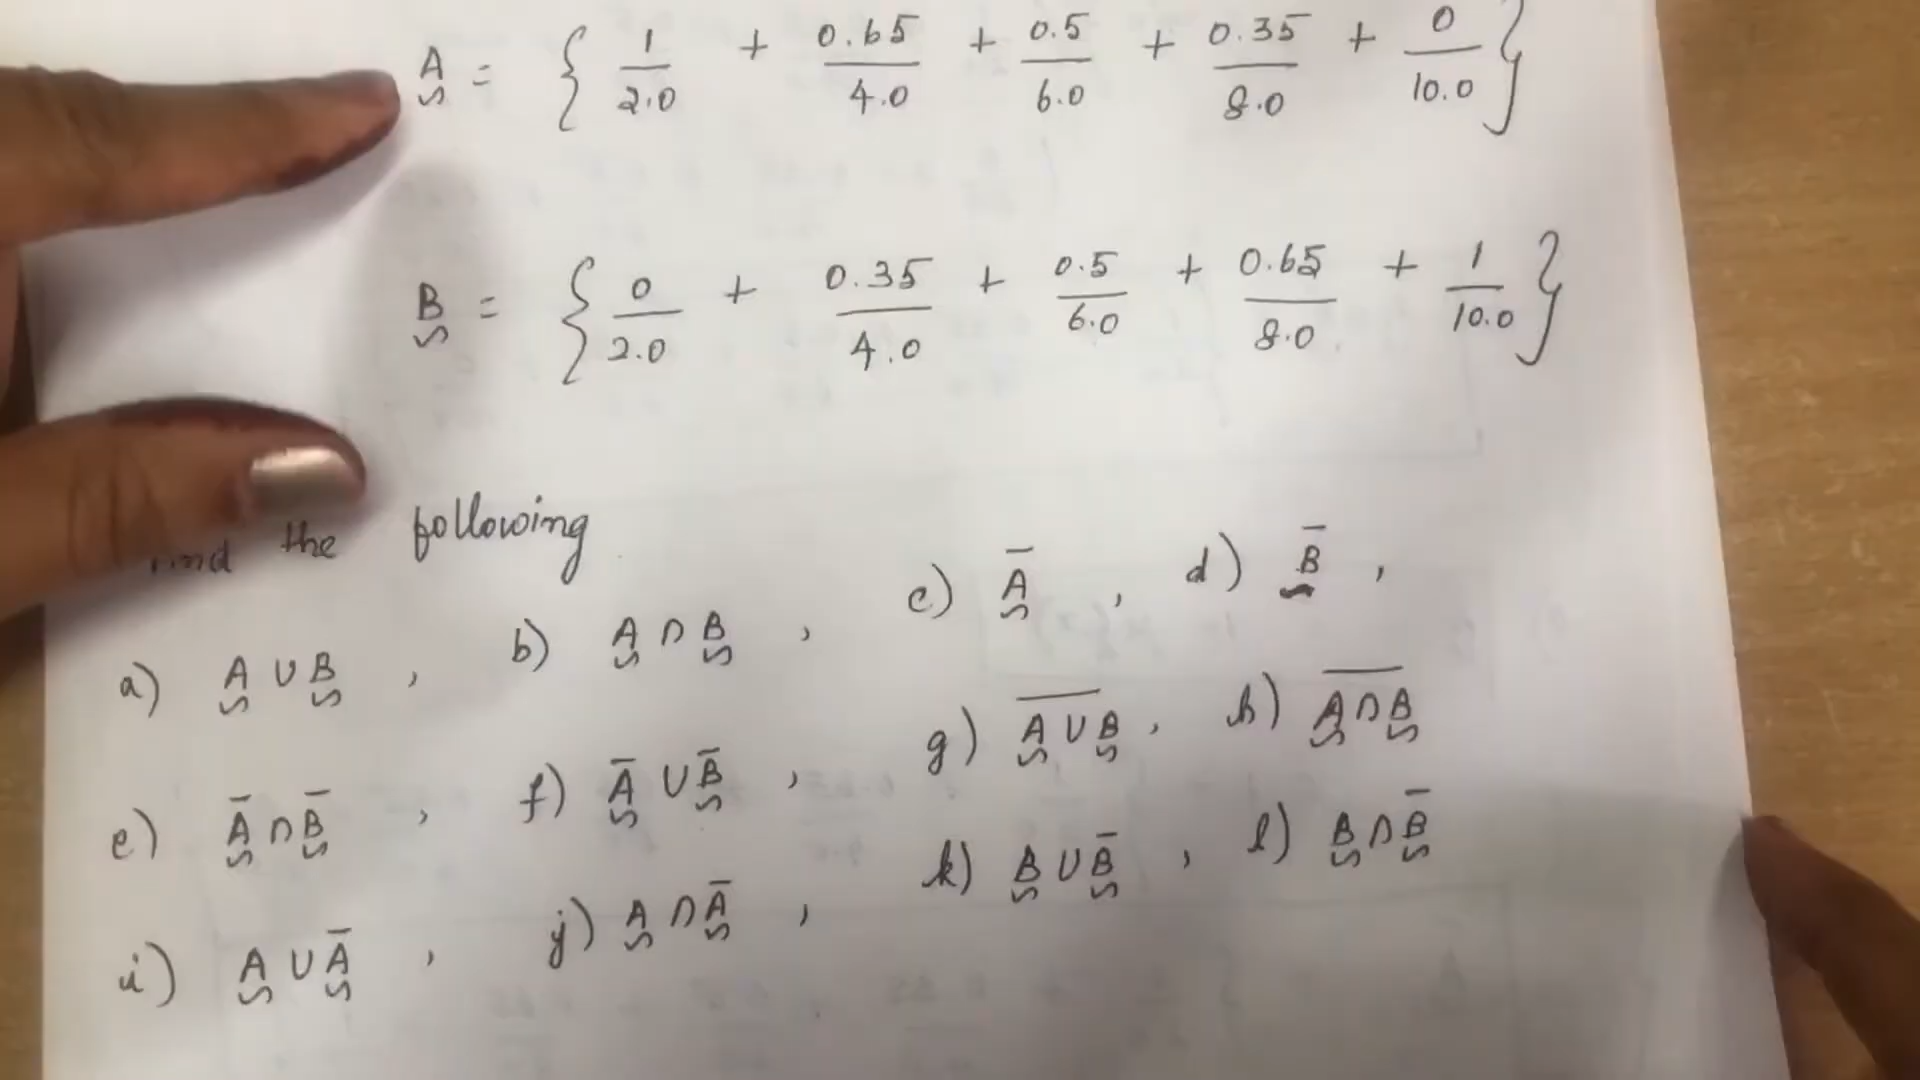 A = { 1/2.0 + 0.65/4.0 + 0.5/6.0 + 0.35/8.0 + 0/10.0 }
B = { 0/2.0 + 0.35/4.0 + 0.5/6.0 + 0.65/8.0 + 1/10.0 }
the following
a) A ∪ B , b) A ∩ B , c) A̅ , d) B̅ ,
e) A̅ ∩ B̅ , f) A̅ ∪ B̅ , g) A̅ ̅∪̅ ̅B̅ , h) A̅ ̅∩̅ ̅B̅
i) A ∪ A̅ , j) A ∩ A̅ , k) B ∪ B̅ , l) B ∩ B̅